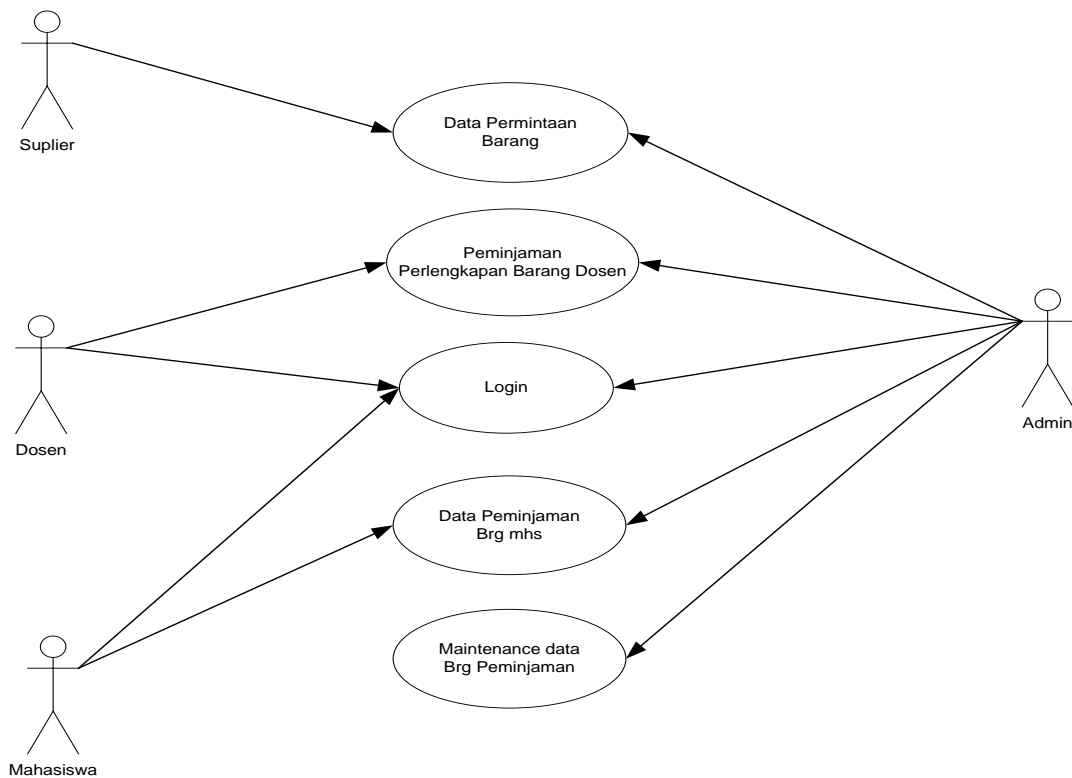 Suplier
Data Permintaan
Barang
Peminjaman
Perlengkapan Barang Dosen
Dosen
Login
Admin
Data Peminjaman
Brg mhs
Maintenance data
Brg Peminjaman
Mahasiswa